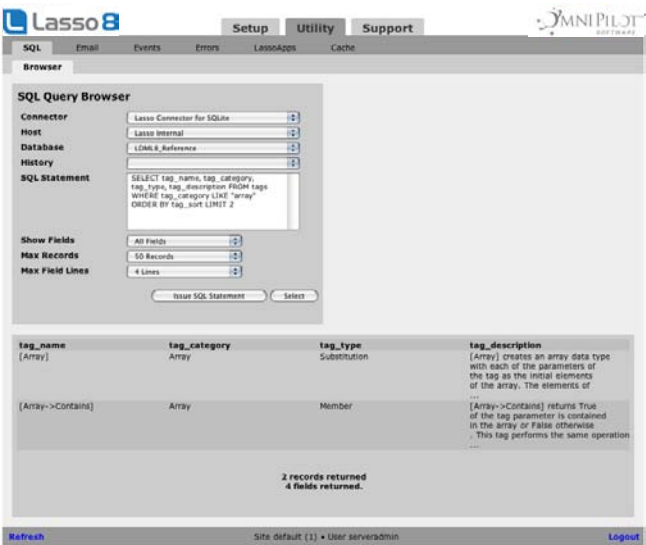 Lasso 8
Setup Utility Support
OMNIPILOT
SOFTWARE
SQL Email Events Errors LassoApps Cache
Browser
SQL Query Browser
Connector Lasso Connector for SQLite
Host Lasso Internal
Database LDML8_Reference
History
SQL Statement SELECT tag_name, tag_category,
tag_type, tag_description FROM tags
WHERE tag_category LIKE "array"
ORDER BY tag_sort LIMIT 2
Show Fields All Fields
Max Records 50 Records
Max Field Lines 4 Lines
Issue SQL Statement Select
tag_name tag_category tag_type tag_description
[Array] Array Substitution [Array] creates an array data type
with each of the parameters of
the tag as the initial elements
of the array. The elements of
...
[Array->Contains] Array Member [Array->Contains] returns True
of the tag parameter is contained
in the array or False otherwise
. This tag performs the same operation
...
2 records returned
4 fields returned.
Refresh Site default (1) • User serveradmin Logout